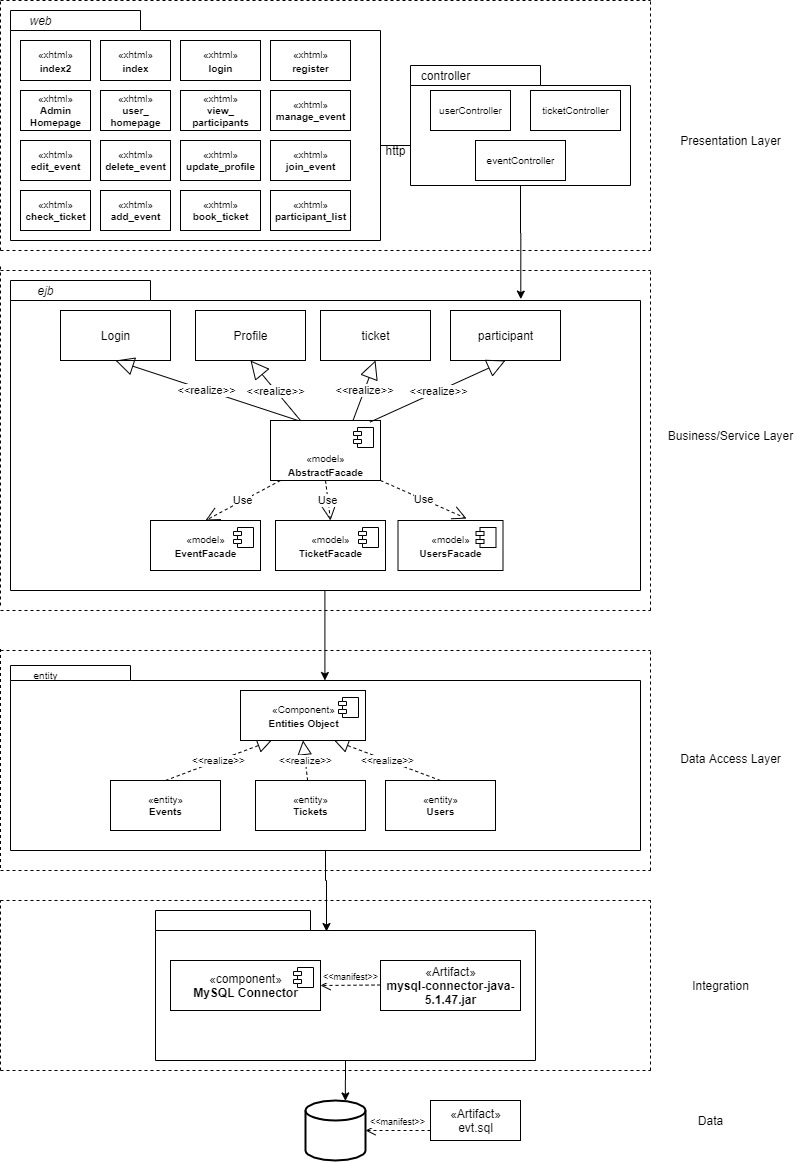 web
«xhtml»
index2
«xhtml»
index
«xhtml»
login
«xhtml»
register
«xhtml»
Admin
Homepage
«xhtml»
user_
homepage
«xhtml»
view_
participants
«xhtml»
manage_event
«xhtml»
edit_event
«xhtml»
delete_event
«xhtml»
update_profile
«xhtml»
join_event
«xhtml»
check_ticket
«xhtml»
add_event
«xhtml»
book_ticket
«xhtml»
participant_list
http
controller
userController
ticketController
eventController
Presentation Layer
ejb
Login
Profile
ticket
participant
<<realize>>
<<realize>>
<<realize>>
<<realize>>
«model»
AbstractFacade
Use
Use
Use
«model»
EventFacade
«model»
TicketFacade
«model»
UsersFacade
Business/Service Layer
entity
«Component»
Entities Object
<<realize>>
<<realize>>
<<realize>>
«entity»
Events
«entity»
Tickets
«entity»
Users
Data Access Layer
«component»
MySQL Connector
<<manifest>>
«Artifact»
mysql-connector-java-
5.1.47.jar
Integration
<<manifest>>
«Artifact»
evt.sql
Data